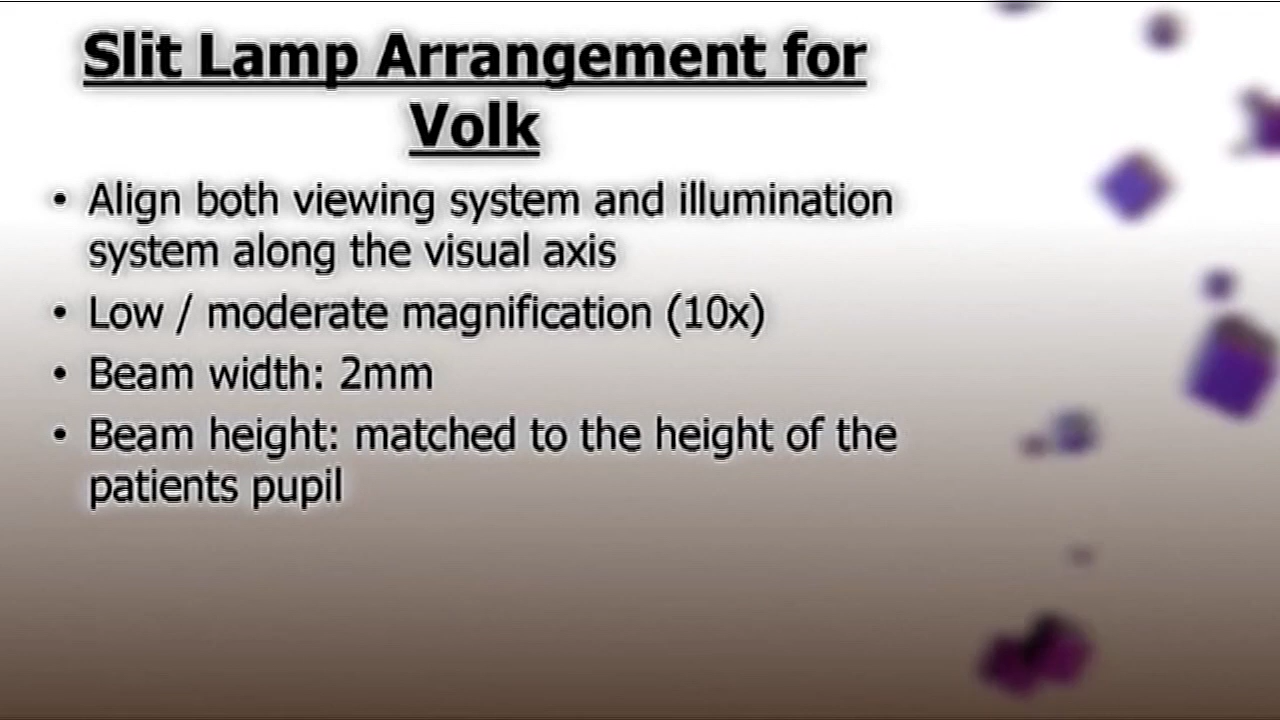 Slit Lamp Arrangement for
Volk
• Align both viewing system and illumination
system along the visual axis
• Low / moderate magnification (10x)
• Beam width: 2mm
• Beam height: matched to the height of the
patients pupil